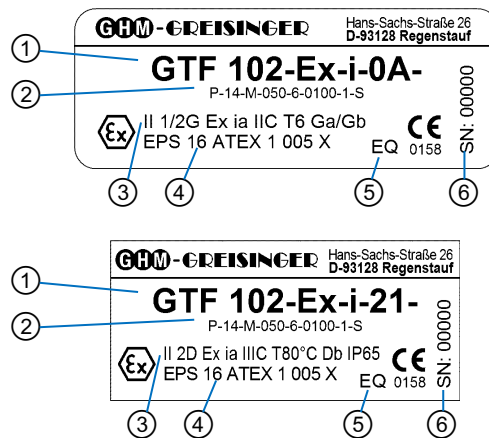 GHM-GREISINGER
Hans-Sachs-Straße 26
D-93128 Regenstauf
1
GTF 102-Ex-i-0A-
2
P-14-M-050-6-0100-1-S
εx
II 1/2G Ex ia IIC T6 Ga/Gb
EPS 16 ATEX 1 005 X
EQ
CE
0158
SN: 00000
3
4
5
6
GHM-GREISINGER
Hans-Sachs-Straße 26
D-93128 Regenstauf
1
GTF 102-Ex-i-21-
2
P-14-M-050-6-0100-1-S
εx
II 2D Ex ia IIIC T80°C Db IP65
EPS 16 ATEX 1 005 X
EQ
CE
0158
SN: 00000
3
4
5
6